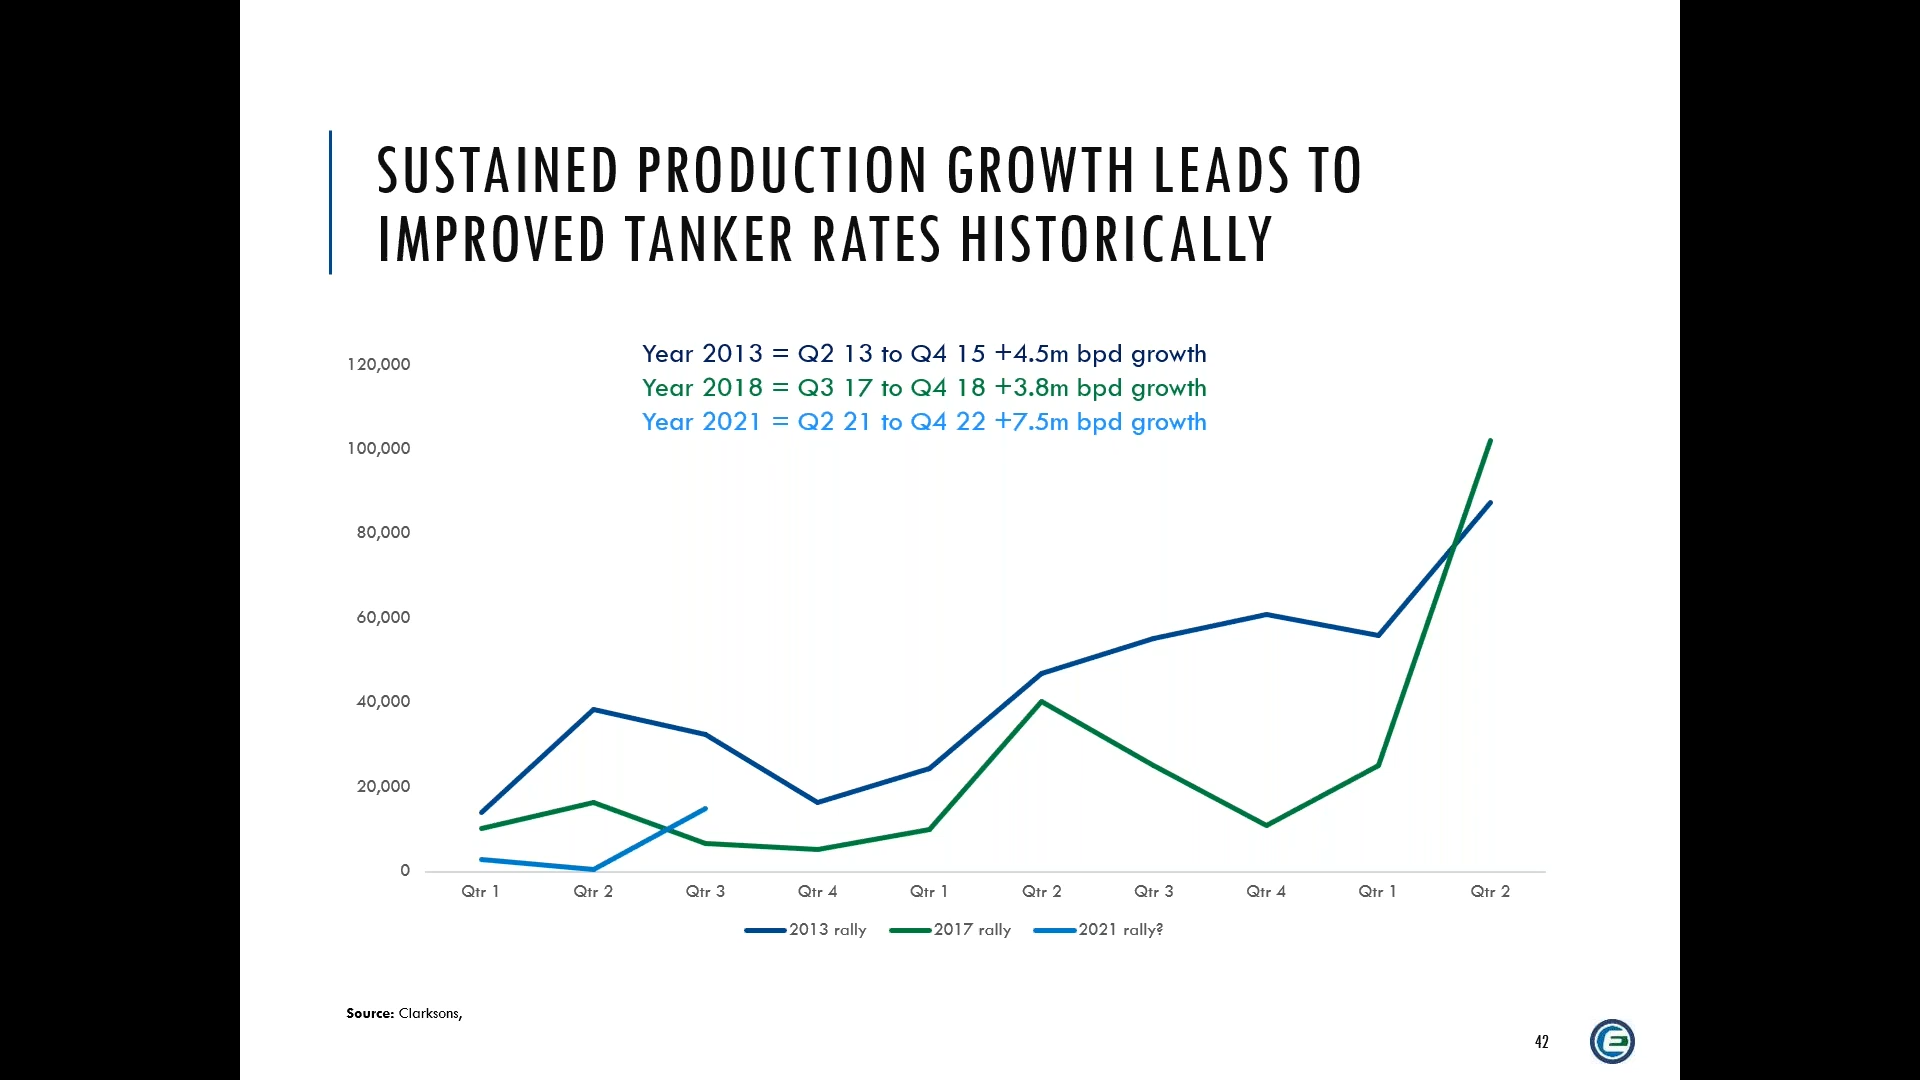 SUSTAINED PRODUCTION GROWTH LEADS TO
IMPROVED TANKER RATES HISTORICALLY
Year 2013 = Q2 13 to Q4 15 +4.5m bpd growth
Year 2018 = Q3 17 to Q4 18 +3.8m bpd growth
Year 2021 = Q2 21 to Q4 22 +7.5m bpd growth
120,000
100,000
80,000
60,000
40,000
20,000
0
Qtr 1 Qtr 2 Qtr 3 Qtr 4 Qtr 1 Qtr 2 Qtr 3 Qtr 4 Qtr 1 Qtr 2
2013 rally 2017 rally 2021 rally?
Source: Clarksons,
42